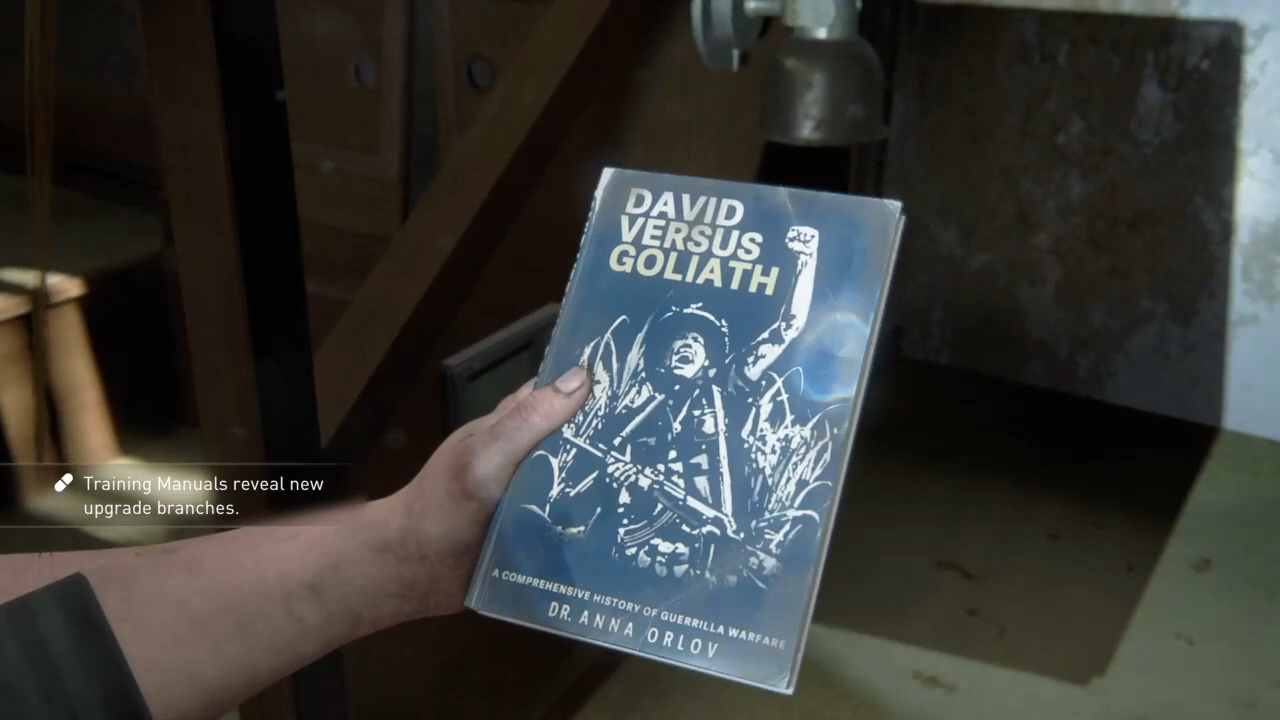 DAVID
VERSUS
GOLIATH
Training Manuals reveal new
upgrade branches.
A COMPREHENSIVE HISTORY OF GUERRILLA WARFARE
DR. ANNA ORLOV